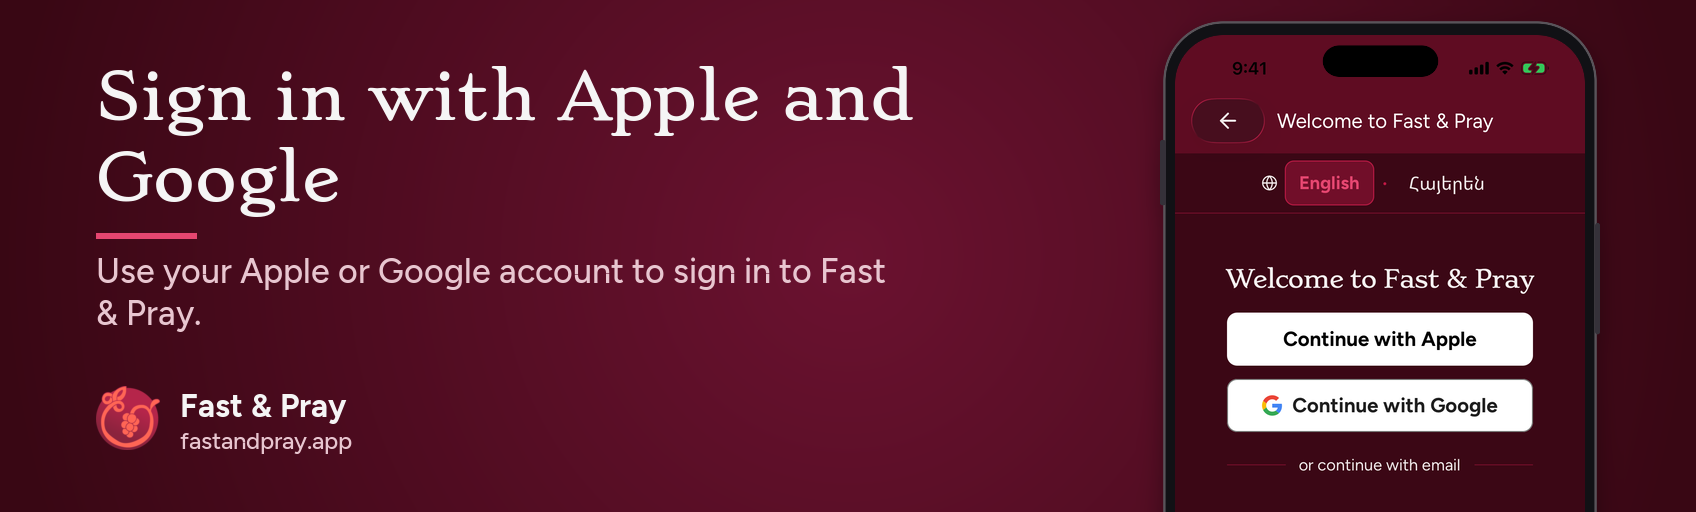 Sign in with Apple and
Google
Use your Apple or Google account to sign in to Fast
& Pray.
Fast & Pray
fastandpray.app
9:41
Welcome to Fast & Pray
English · Հայերեն
Welcome to Fast & Pray
Continue with Apple
Continue with Google
or continue with email